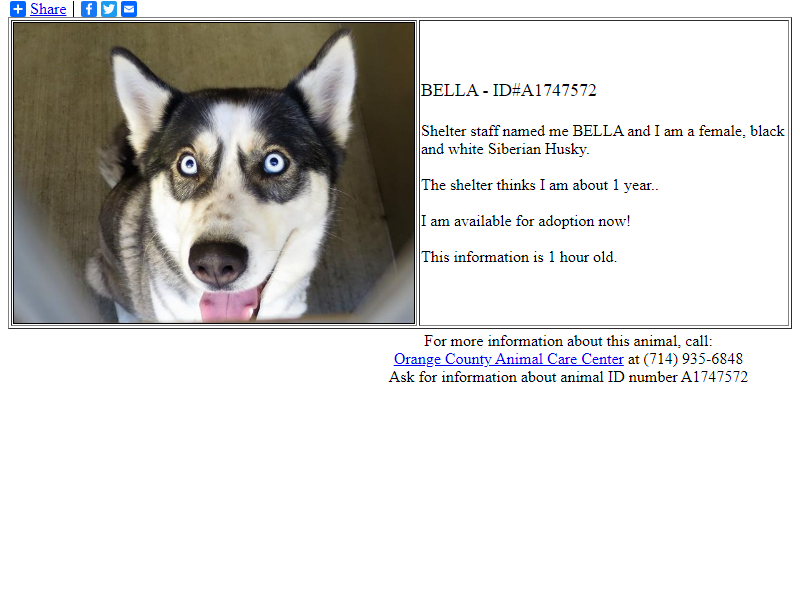 Share
BELLA - ID#A1747572
Shelter staff named me BELLA and I am a female, black
and white Siberian Husky.
The shelter thinks I am about 1 year..
I am available for adoption now!
This information is 1 hour old.
For more information about this animal, call:
Orange County Animal Care Center at (714) 935-6848
Ask for information about animal ID number A1747572